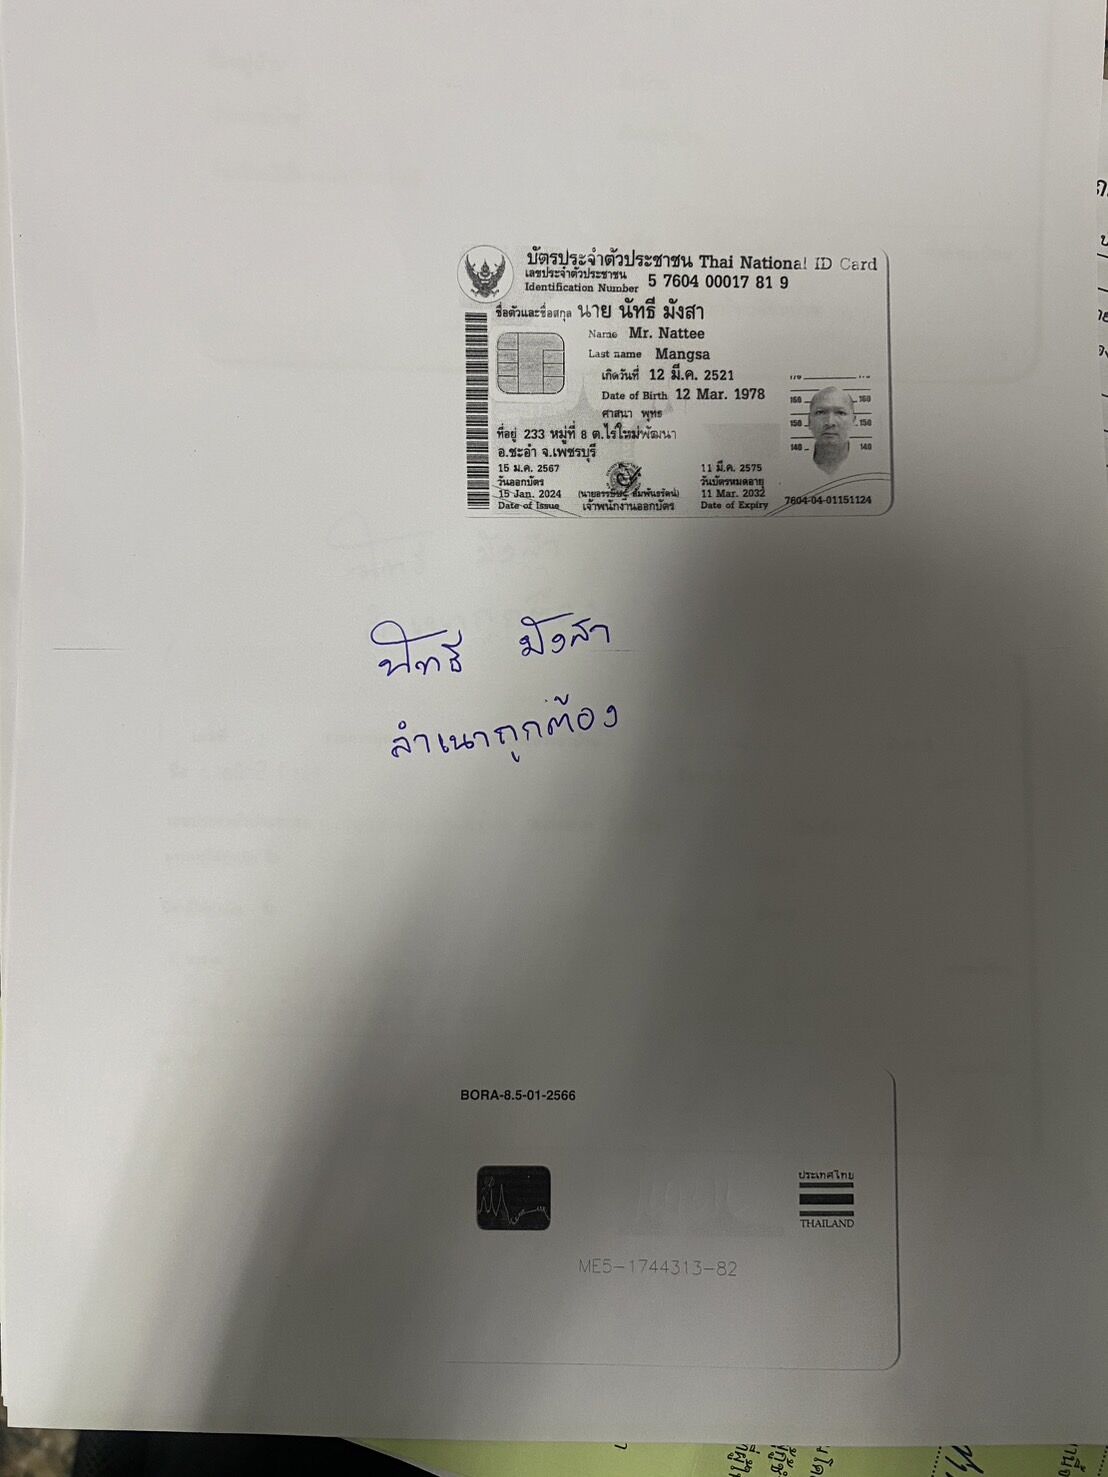 บัตรประจำตัวประชาชน Thai National ID Card
เลขประจำตัวประชาชน
Identification Number 5 7604 00017 81 9
ชื่อตัวและชื่อสกุล นาย นัทธี มังสา
Name Mr. Nattee
Last name Mangsa
เกิดวันที่ 12 มี.ค. 2521
Date of Birth 12 Mar. 1978
ศาสนา พุทธ
ที่อยู่ 233 หมู่ที่ 8 ต.ไร่ใหม่พัฒนา
อ.ชะอำ จ.เพชรบุรี
15 ม.ค. 2567
วันออกบัตร
15 Jan. 2024
Date of Issue
เจ้าพนักงานออกบัตร
11 มี.ค. 2575
วันบัตรหมดอายุ
11 Mar. 2032
Date of Expiry
160 160
150 150
140 140
7604-04-01151124
นัทธี มังสา
สำเนาถูกต้อง
BORA-8.5-01-2566
ประเทศไทย
THAILAND
ME5-1744313-82